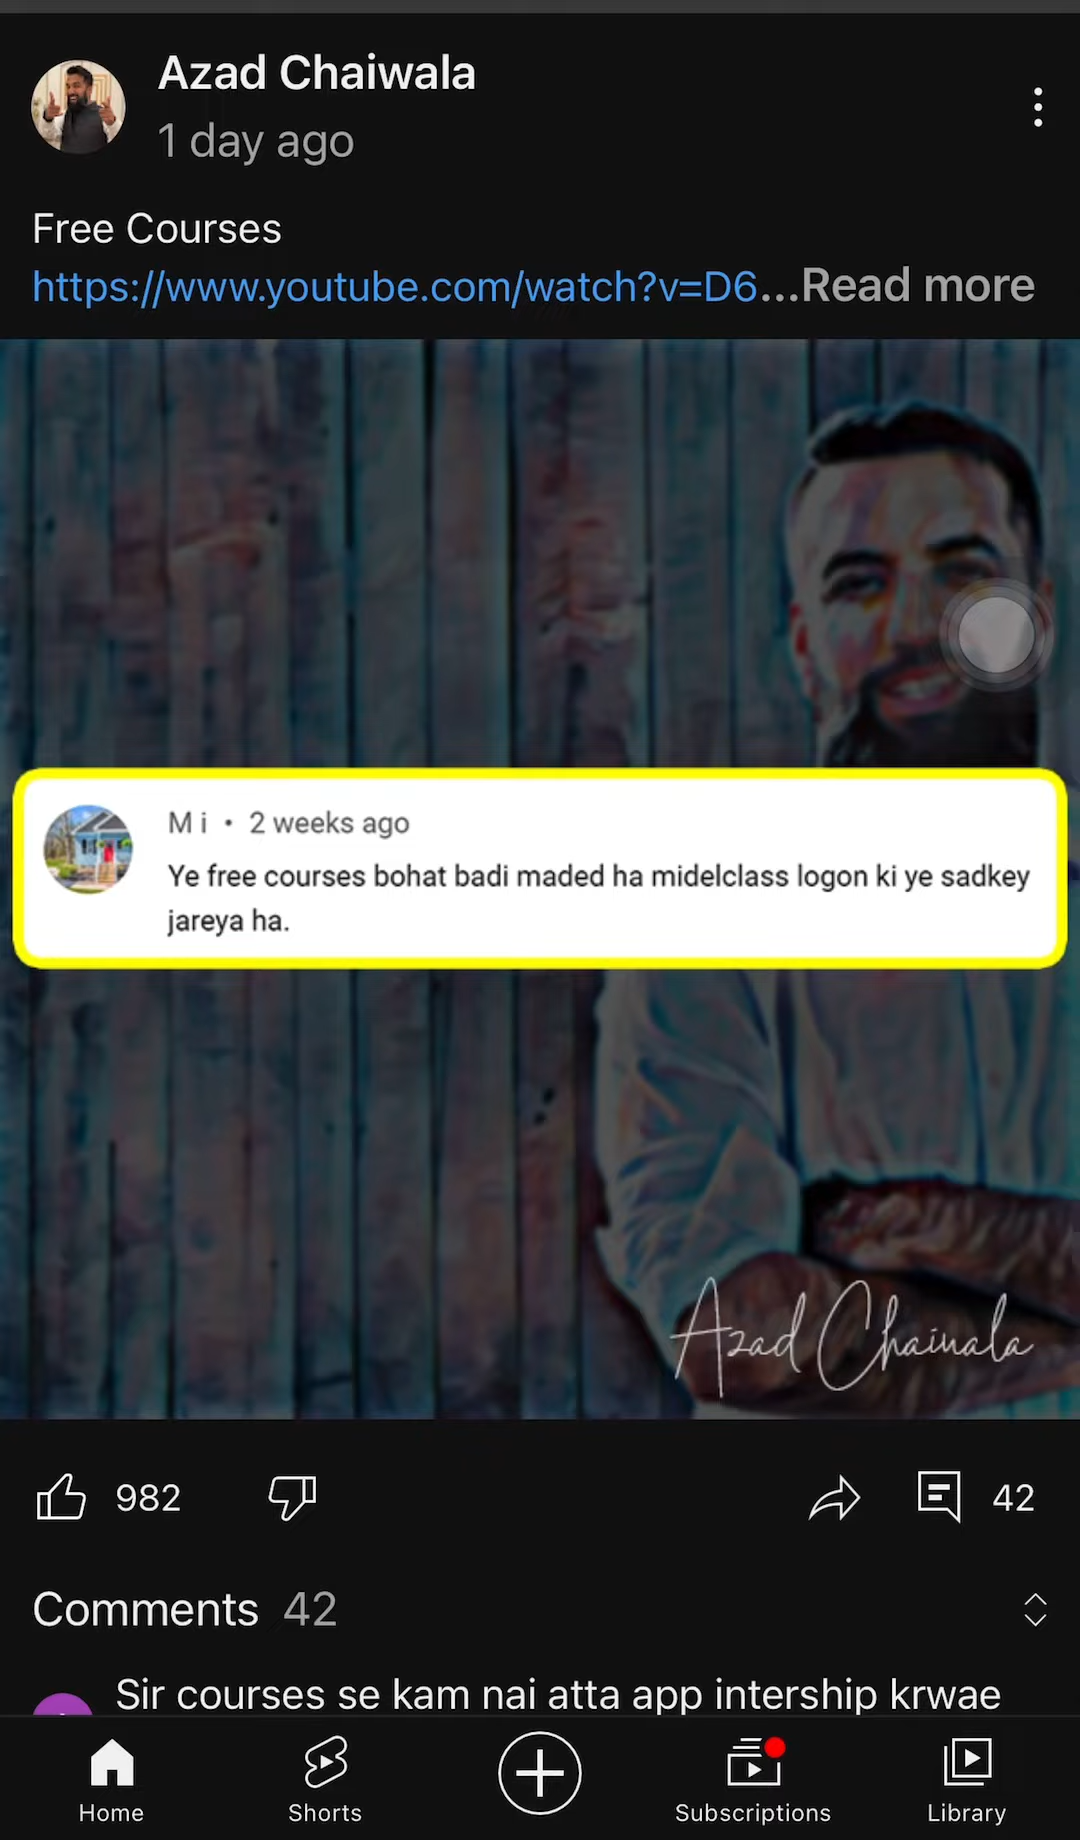 Azad Chaiwala
1 day ago
Free Courses
https://www.youtube.com/watch?v=D6...Read more
M i • 2 weeks ago
Ye free courses bohat badi maded ha midelclass logon ki ye sadkey
jareya ha.
Azad Chaiwala
982
42
Comments 42
Sir courses se kam nai atta app intership krwae
Home
Shorts
Subscriptions
Library